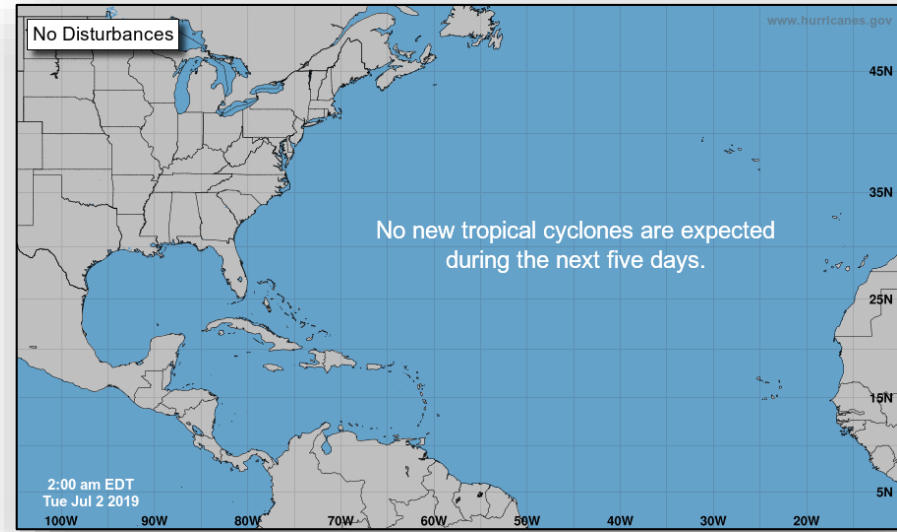 No Disturbances
www.hurricanes.gov
45N
35N
No new tropical cyclones are expected
during the next five days.
25N
15N
2:00 am EDT
Tue Jul 2 2019
5N
100W 90W 80W 70W 60W 50W 40W 30W 20W